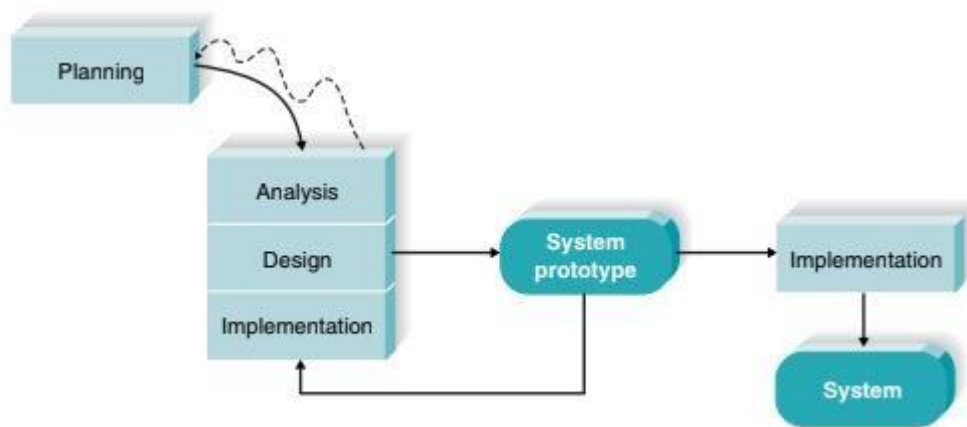 Planning
Analysis
Design
Implementation
System
prototype
Implementation
System